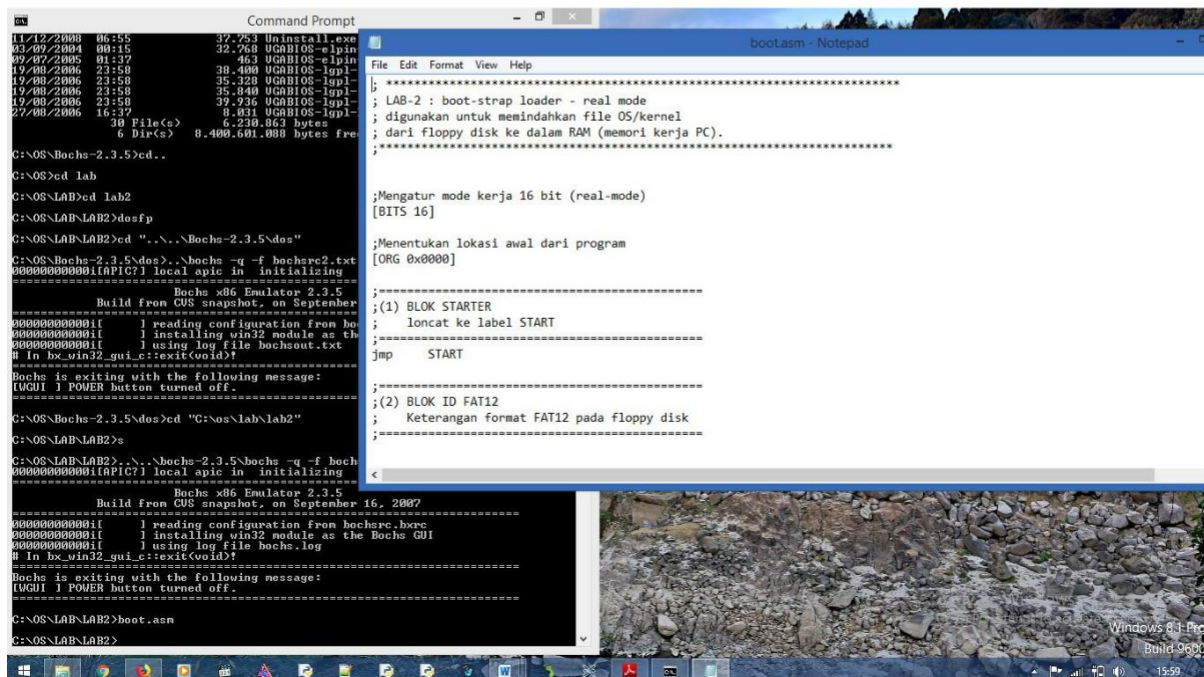 Command Prompt
11/12/2008  06:55            37.753 Uninstall.exe
03/09/2004  00:15            32.768 VGABIOS-elpin
09/07/2005  01:37               463 VGABIOS-elpin
19/08/2006  23:58            38.400 VGABIOS-lgpl-
19/08/2006  23:58            35.328 VGABIOS-lgpl-
19/08/2006  23:58            35.840 VGABIOS-lgpl-
19/08/2006  23:58            39.936 VGABIOS-lgpl-
27/08/2006  16:37             8.031 VGABIOS-lgpl-
30 File(s)      6.230.863 bytes
6 Dir(s)   8.400.601.088 bytes fre
C:\OS\Bochs-2.3.5>cd..
C:\OS>cd lab
C:\OS\LAB>cd lab2
C:\OS\LAB\LAB2>dosfp
C:\OS\LAB\LAB2>cd "..\..\Bochs-2.3.5\dos"
C:\OS\Bochs-2.3.5\dos>..\bochs -q -f bochsrc2.txt
00000000000i[APIC?] local apic in  initializing
========================================
Bochs x86 Emulator 2.3.5
Build from CVS snapshot, on September
========================================
00000000000i[     ] reading configuration from bo
00000000000i[     ] installing win32 module as the
00000000000i[     ] using log file bochsout.txt
# In bx_win32_gui_c::exit(void)!
========================================
Bochs is exiting with the following message:
[WGUI ] POWER button turned off.
========================================
C:\OS\Bochs-2.3.5\dos>cd "C:\os\lab\lab2"
C:\OS\LAB\LAB2>s
C:\OS\LAB\LAB2>..\..\bochs-2.3.5\bochs -q -f boch
00000000000i[APIC?] local apic in  initializing
========================================
Bochs x86 Emulator 2.3.5
Build from CVS snapshot, on September 16, 2007
========================================
00000000000i[     ] reading configuration from bochsrc.bxrc
00000000000i[     ] installing win32 module as the Bochs GUI
00000000000i[     ] using log file bochs.log
# In bx_win32_gui_c::exit(void)!
========================================
Bochs is exiting with the following message:
[WGUI ] POWER button turned off.
========================================
C:\OS\LAB\LAB2>boot.asm
C:\OS\LAB\LAB2>
boot.asm - Notepad
File  Edit  Format  View  Help
; **********************************************************************
; LAB-2 : boot-strap loader - real mode
; digunakan untuk memindahkan file OS/kernel
; dari floppy disk ke dalam RAM (memori kerja PC).
;**********************************************************************
;Mengatur mode kerja 16 bit (real-mode)
[BITS 16]
;Menentukan lokasi awal dari program
[ORG 0x0000]
;============================================
;(1) BLOK STARTER
;    loncat ke label START
;============================================
jmp     START
;============================================
;(2) BLOK ID FAT12
;    Keterangan format FAT12 pada floppy disk
;============================================
Windows 8.1 Pro
Build 9600
15:59